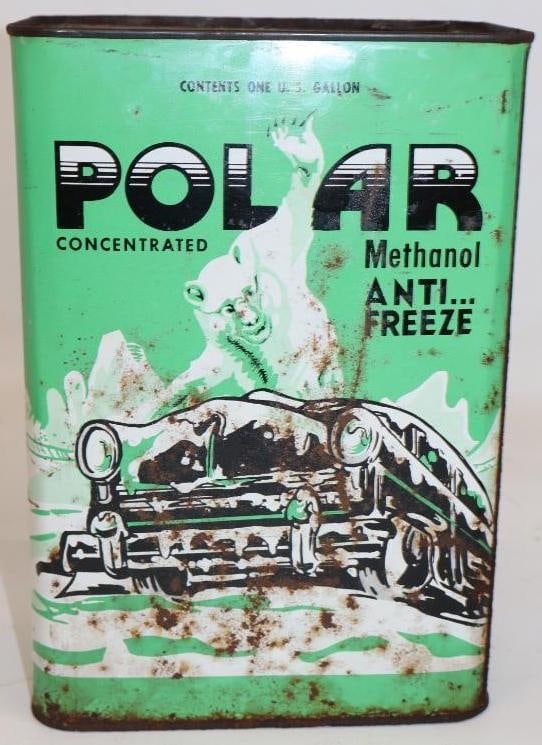 CONTENTS ONE U.S. GALLON
POLAR
CONCENTRATED
Methanol
ANTI...
FREEZE